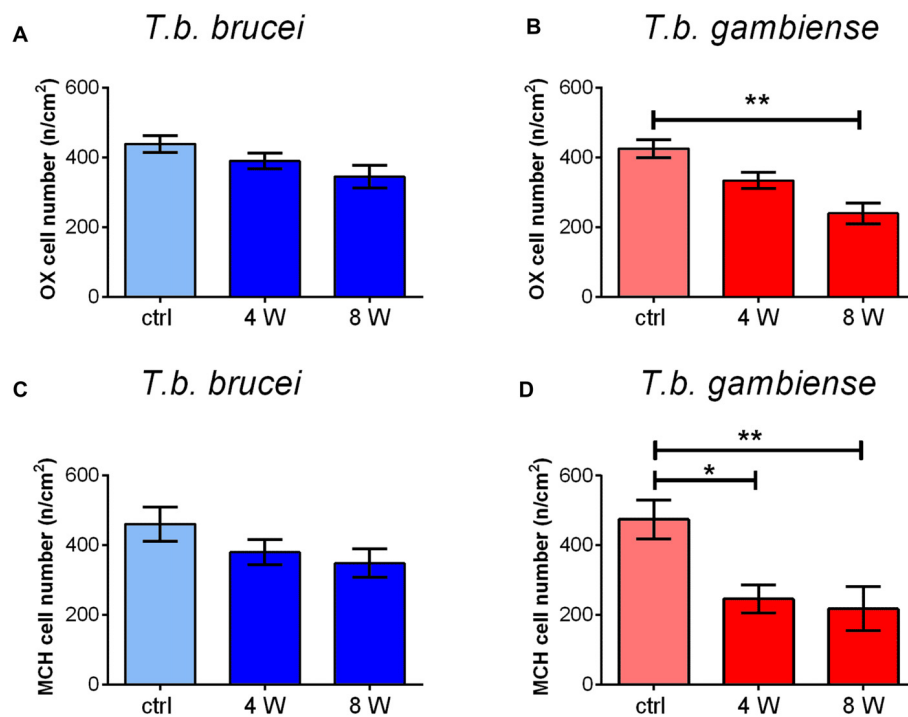 A T.b. brucei
OX cell number (n/cm²)
600
400
200
0
ctrl 4 W 8 W
B T.b. gambiense
OX cell number (n/cm²)
600
400
200
0
**
ctrl 4 W 8 W
C T.b. brucei
MCH cell number (n/cm²)
600
400
200
0
ctrl 4 W 8 W
D T.b. gambiense
MCH cell number (n/cm²)
600
400
200
0
**
*
ctrl 4 W 8 W